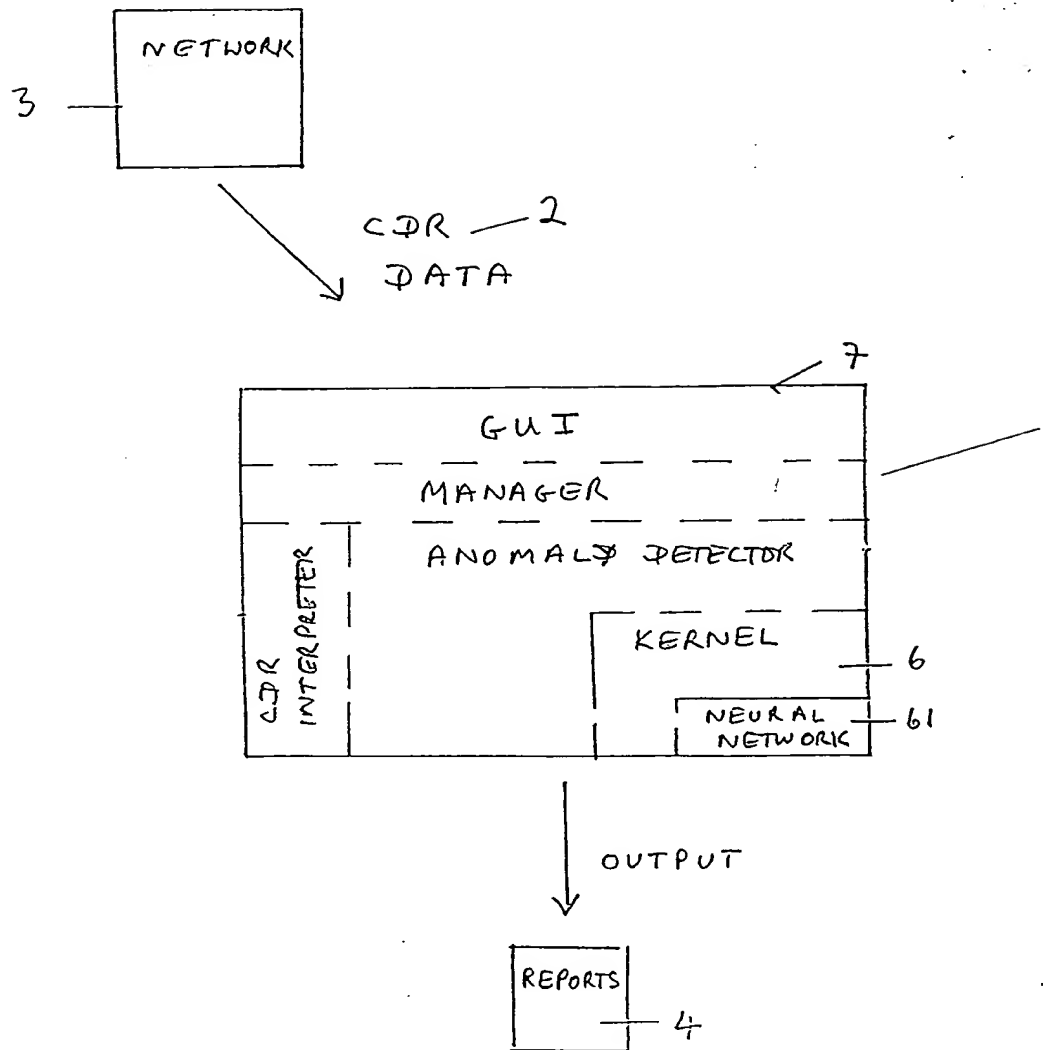 NETWORK
3
CDR 2
DATA
7
GUI
MANAGER
ANOMALY DETECTOR
CDR
INTERPRETER
KERNEL
6
NEURAL
NETWORK
61
OUTPUT
REPORTS
4